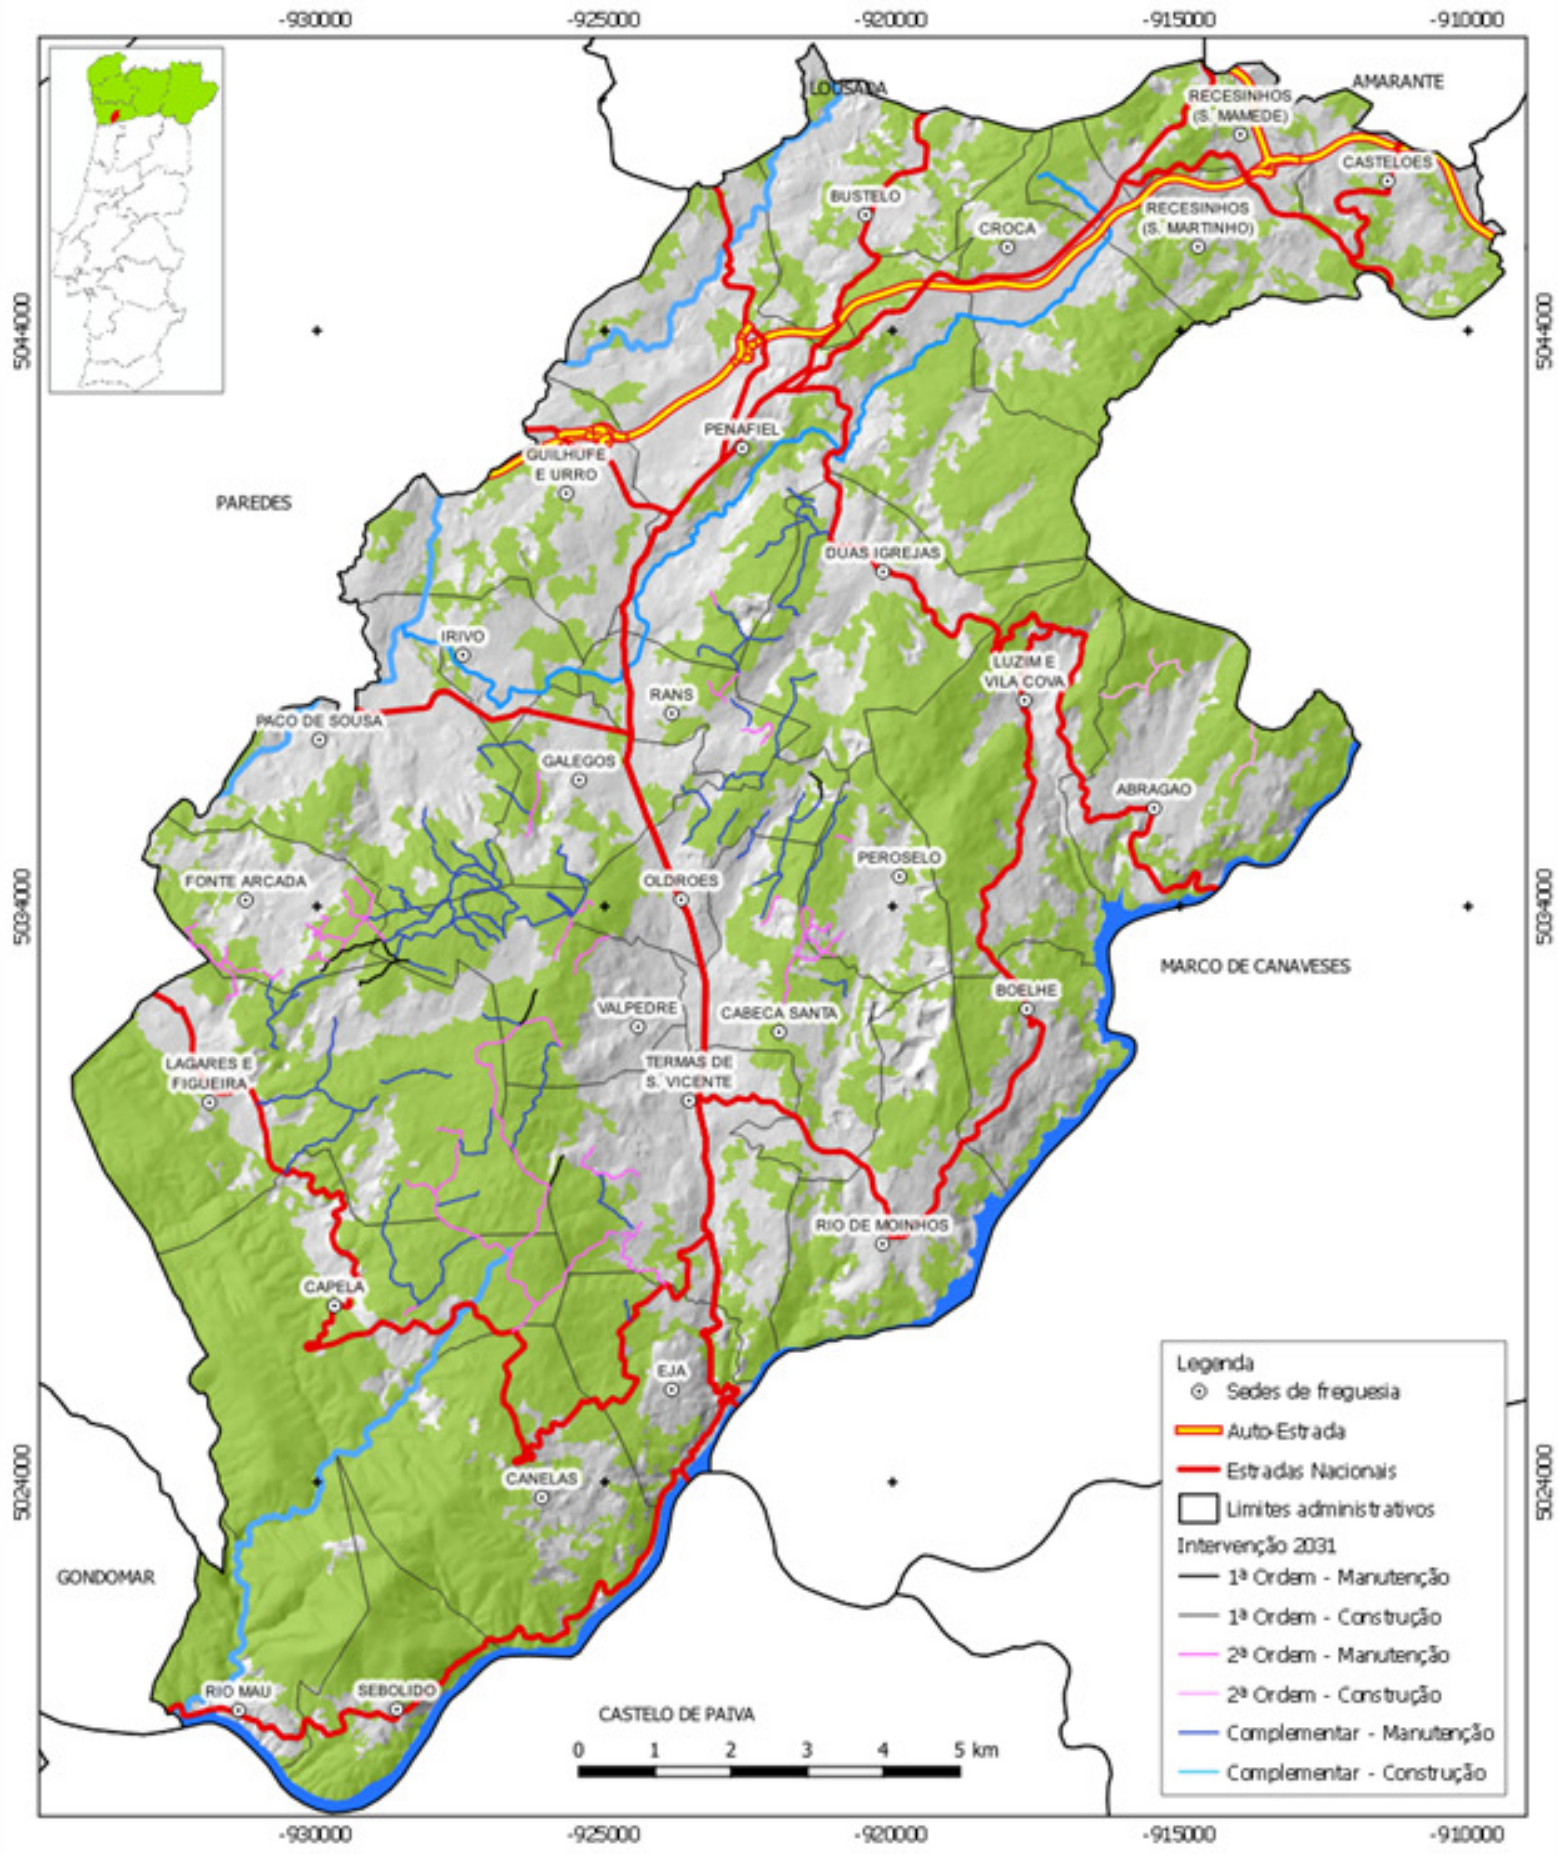 -930000
-925000
-920000
-915000
-910000
LOUSADA
AMARANTE
RECESINHOS
(S. MAMEDE)
CASTELOES
BUSTELO
RECESINHOS
(S. MARTINHO)
CROCA
5044000
5044000
PENAFIEL
GUILHUFE
E URRO
PAREDES
DUAS IGREJAS
IRIVO
LUZIM E
VILA COVA
RANS
PACO DE SOUSA
GALEGOS
ABRAGAO
PEROSELO
FONTE ARCADA
OLDROES
5034000
5034000
MARCO DE CANAVESES
BOELHE
VALPEDRE
CABECA SANTA
LAGARES E
FIGUEIRA
TERMAS DE
S. VICENTE
RIO DE MOINHOS
CAPELA
EJA
CANELAS
5024000
5024000
GONDOMAR
RIO MAU
SEBOLIDO
CASTELO DE PAIVA
0 1 2 3 4 5 km
Legenda
Sedes de freguesia
Auto-Estrada
Estradas Nacionais
Limites administrativos
Intervenção 2031
1ª Ordem - Manutenção
1ª Ordem - Construção
2ª Ordem - Manutenção
2ª Ordem - Construção
Complementar - Manutenção
Complementar - Construção
-930000
-925000
-920000
-915000
-910000